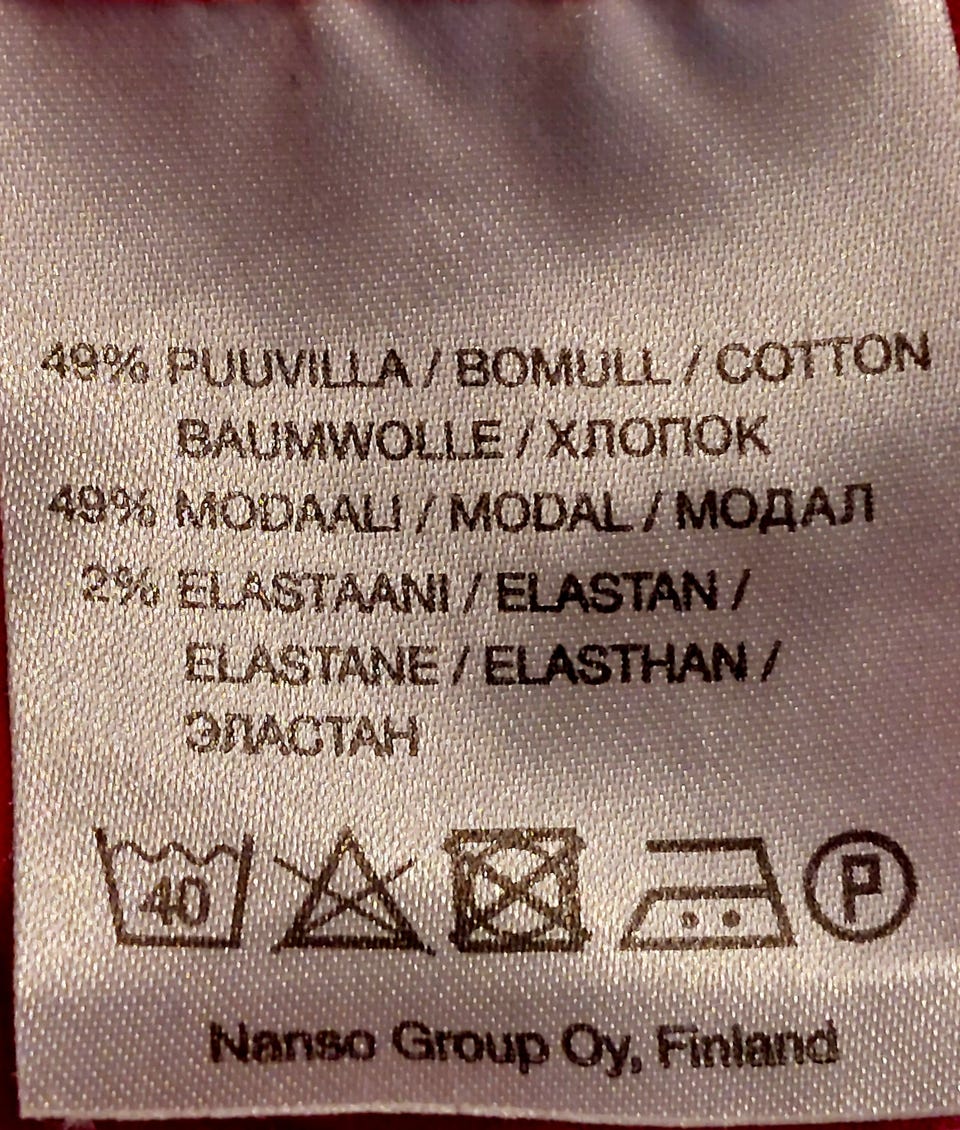 49% PUUVILLA / BOMULL / COTTON
BAUMWOLLE / ХЛОПОК
49% MODAALI / MODAL / МОДАЛ
2% ELASTAANI / ELASTAN /
ELASTANE / ELASTHAN /
ЭЛАСТАН
40 P
Nanso Group Oy, Finland